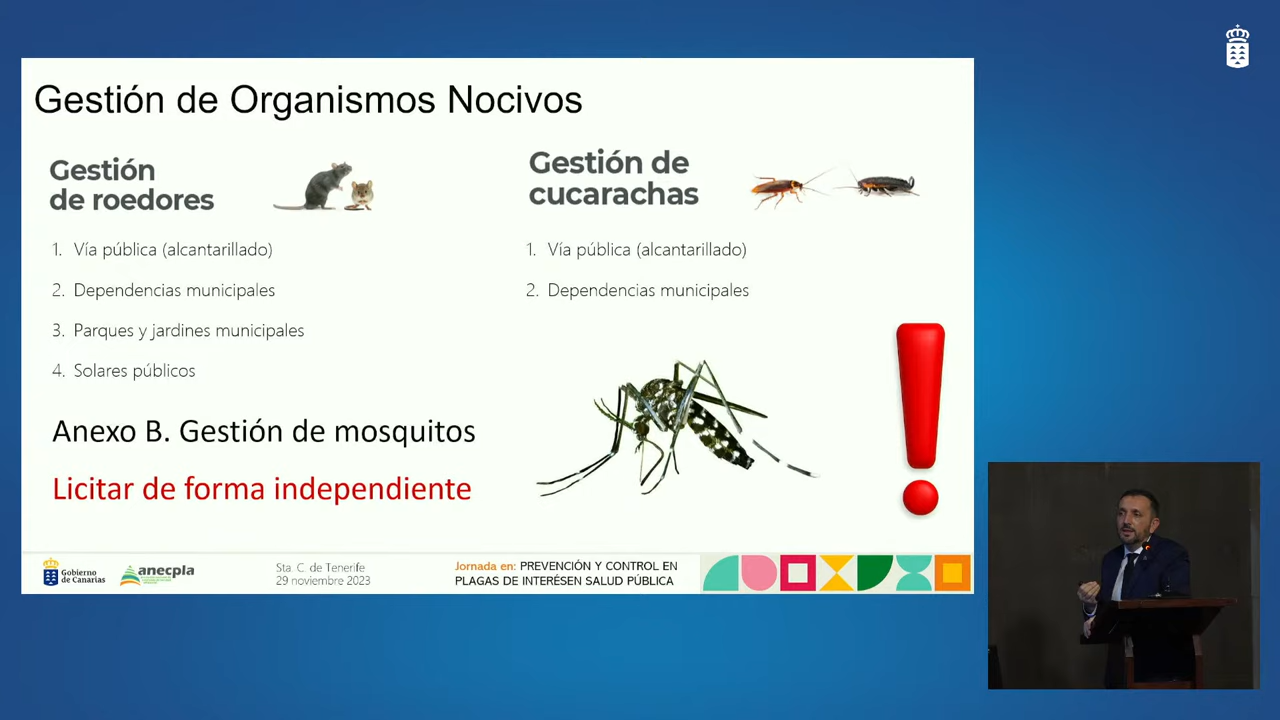 Gestión de Organismos Nocivos
Gestión
de roedores
1. Vía pública (alcantarillado)
2. Dependencias municipales
3. Parques y jardines municipales
4. Solares públicos
Gestión de
cucarachas
1. Vía pública (alcantarillado)
2. Dependencias municipales
Anexo B. Gestión de mosquitos
Licitar de forma independiente
Gobierno
de Canarias
anecpla
Sta. C. de Tenerife
29 noviembre 2023
Jornada en: PREVENCIÓN Y CONTROL EN
PLAGAS DE INTERÉSEN SALUD PÚBLICA